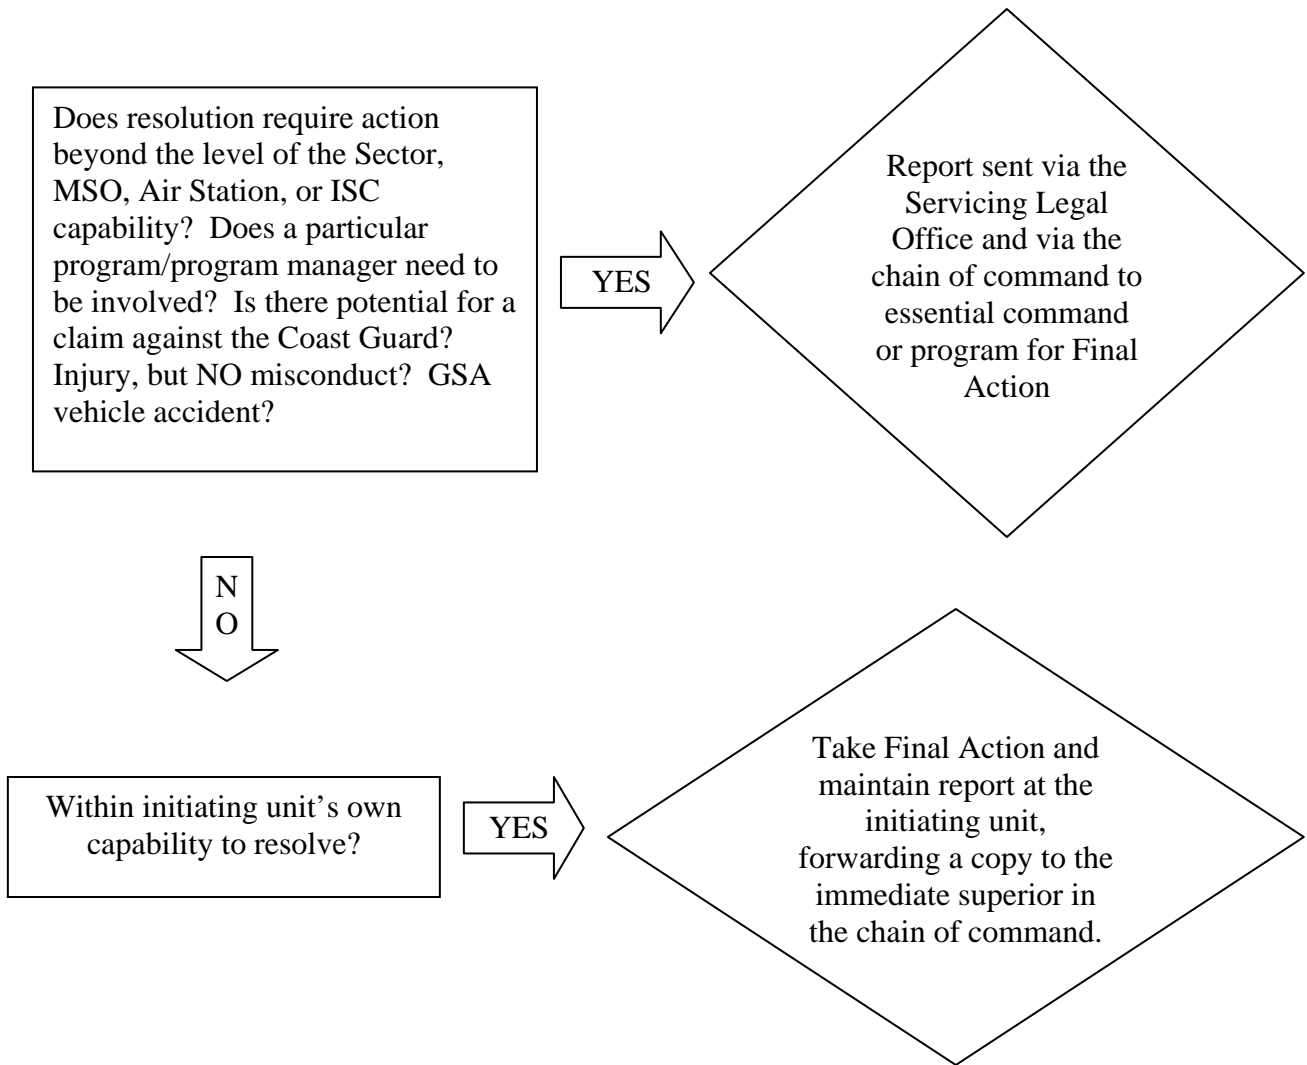 Does resolution require action
beyond the level of the Sector,
MSO, Air Station, or ISC
capability?  Does a particular
program/program manager need to
be involved?  Is there potential for a
claim against the Coast Guard?
Injury, but NO misconduct?  GSA
vehicle accident?
YES
Report sent via the
Servicing Legal
Office and via the
chain of command to
essential command
or program for Final
Action
N
O
Within initiating unit’s own
capability to resolve?
YES
Take Final Action and
maintain report at the
initiating unit,
forwarding a copy to the
immediate superior in
the chain of command.